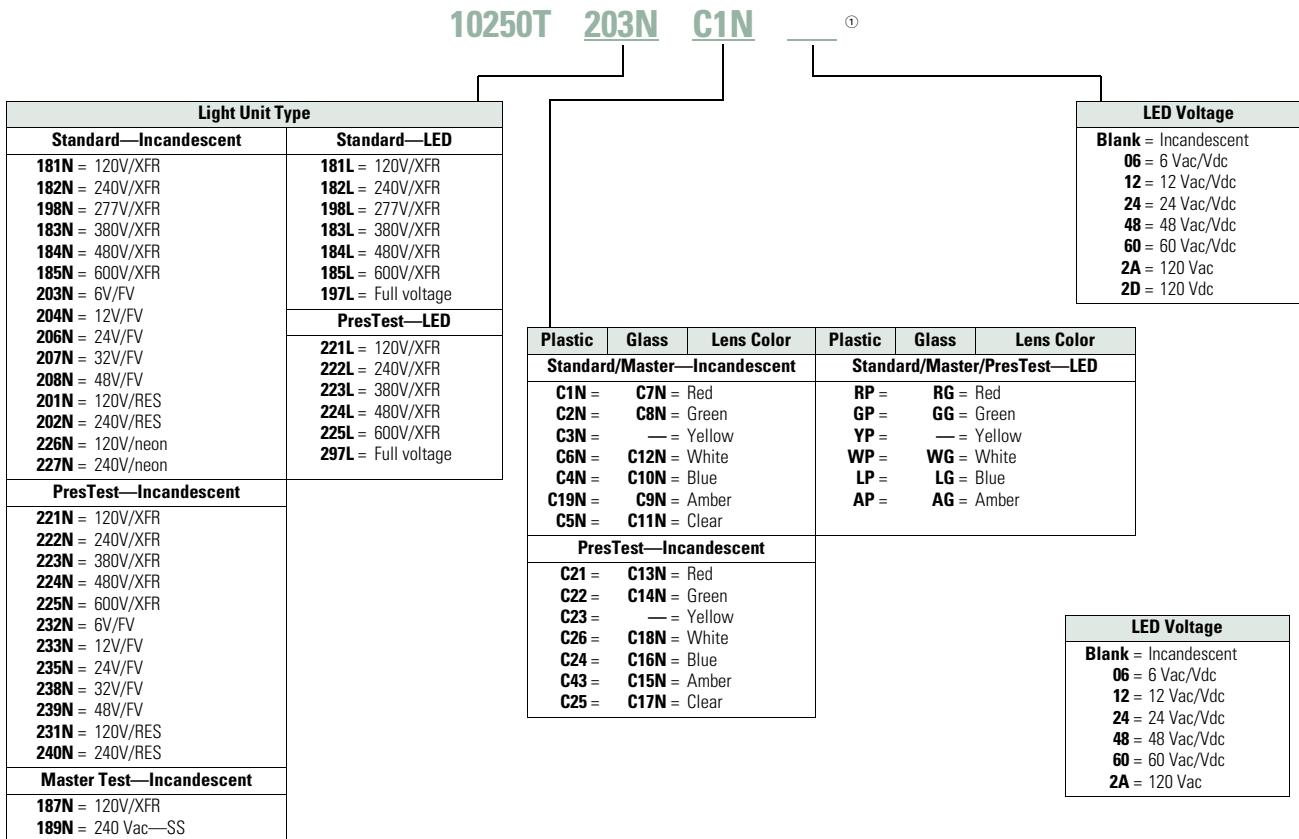 10250T 203N C1N ①
Light Unit Type
Standard—Incandescent
181N = 120V/XFR
182N = 240V/XFR
198N = 277V/XFR
183N = 380V/XFR
184N = 480V/XFR
185N = 600V/XFR
203N = 6V/FV
204N = 12V/FV
206N = 24V/FV
207N = 32V/FV
208N = 48V/FV
201N = 120V/RES
202N = 240V/RES
226N = 120V/neon
227N = 240V/neon
PresTest—Incandescent
221N = 120V/XFR
222N = 240V/XFR
223N = 380V/XFR
224N = 480V/XFR
225N = 600V/XFR
232N = 6V/FV
233N = 12V/FV
235N = 24V/FV
238N = 32V/FV
239N = 48V/FV
231N = 120V/RES
240N = 240V/RES
Master Test—Incandescent
187N = 120V/XFR
189N = 240 Vac—SS
Standard—LED
181L = 120V/XFR
182L = 240V/XFR
198L = 277V/XFR
183L = 380V/XFR
184L = 480V/XFR
185L = 600V/XFR
197L = Full voltage
PresTest—LED
221L = 120V/XFR
222L = 240V/XFR
223L = 380V/XFR
224L = 480V/XFR
225L = 600V/XFR
297L = Full voltage
Plastic Glass Lens Color
Standard/Master—Incandescent
C1N = C7N = Red
C2N = C8N = Green
C3N = — = Yellow
C6N = C12N = White
C4N = C10N = Blue
C19N = C9N = Amber
C5N = C11N = Clear
PresTest—Incandescent
C21 = C13N = Red
C22 = C14N = Green
C23 = — = Yellow
C26 = C18N = White
C24 = C16N = Blue
C43 = C15N = Amber
C25 = C17N = Clear
Plastic Glass Lens Color
Standard/Master/PresTest—LED
RP = RG = Red
GP = GG = Green
YP = — = Yellow
WP = WG = White
LP = LG = Blue
AP = AG = Amber
LED Voltage
Blank = Incandescent
06 = 6 Vac/Vdc
12 = 12 Vac/Vdc
24 = 24 Vac/Vdc
48 = 48 Vac/Vdc
60 = 60 Vac/Vdc
2A = 120 Vac
2D = 120 Vdc
LED Voltage
Blank = Incandescent
06 = 6 Vac/Vdc
12 = 12 Vac/Vdc
24 = 24 Vac/Vdc
48 = 48 Vac/Vdc
60 = 60 Vac/Vdc
2A = 120 Vac